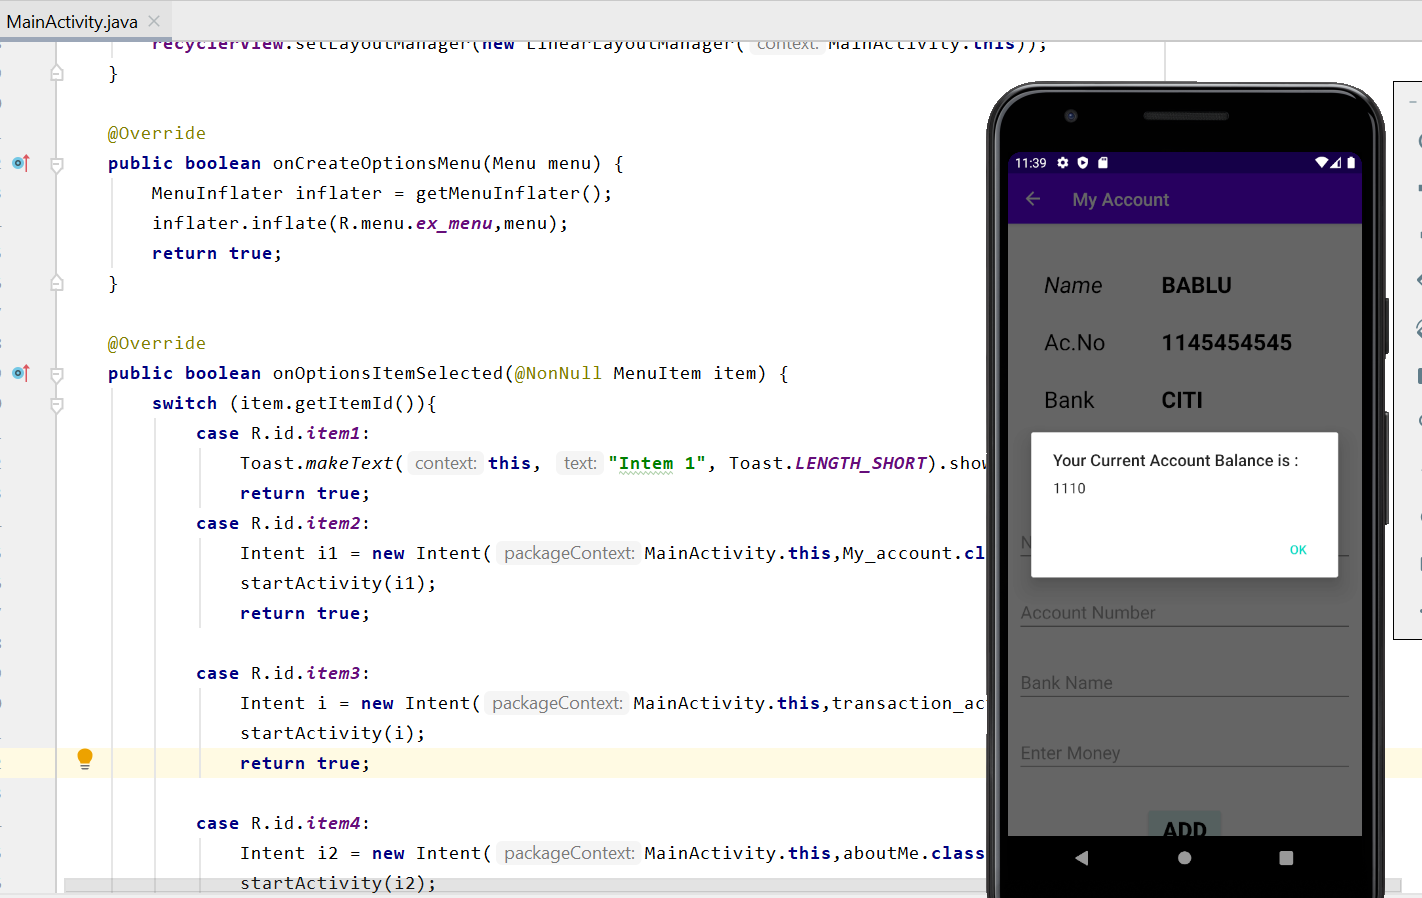 MainActivity.java
recyclerView.setLayoutManager(new LinearLayoutManager( context: MainActivity.this));
}
@Override
public boolean onCreateOptionsMenu(Menu menu) {
MenuInflater inflater = getMenuInflater();
inflater.inflate(R.menu.ex_menu,menu);
return true;
}
@Override
public boolean onOptionsItemSelected(@NonNull MenuItem item) {
switch (item.getItemId()){
case R.id.item1:
Toast.makeText( context: this, text: "Intem 1", Toast.LENGTH_SHORT).show
return true;
case R.id.item2:
Intent i1 = new Intent( packageContext: MainActivity.this,My_account.cl
startActivity(i1);
return true;
case R.id.item3:
Intent i = new Intent( packageContext: MainActivity.this,transaction_ac
startActivity(i);
return true;
case R.id.item4:
Intent i2 = new Intent( packageContext: MainActivity.this,aboutMe.class
startActivity(i2);
11:39
My Account
Name BABLU
Ac.No 1145454545
Bank CITI
Your Current Account Balance is :
1110
OK
N
Account Number
Bank Name
Enter Money
ADD